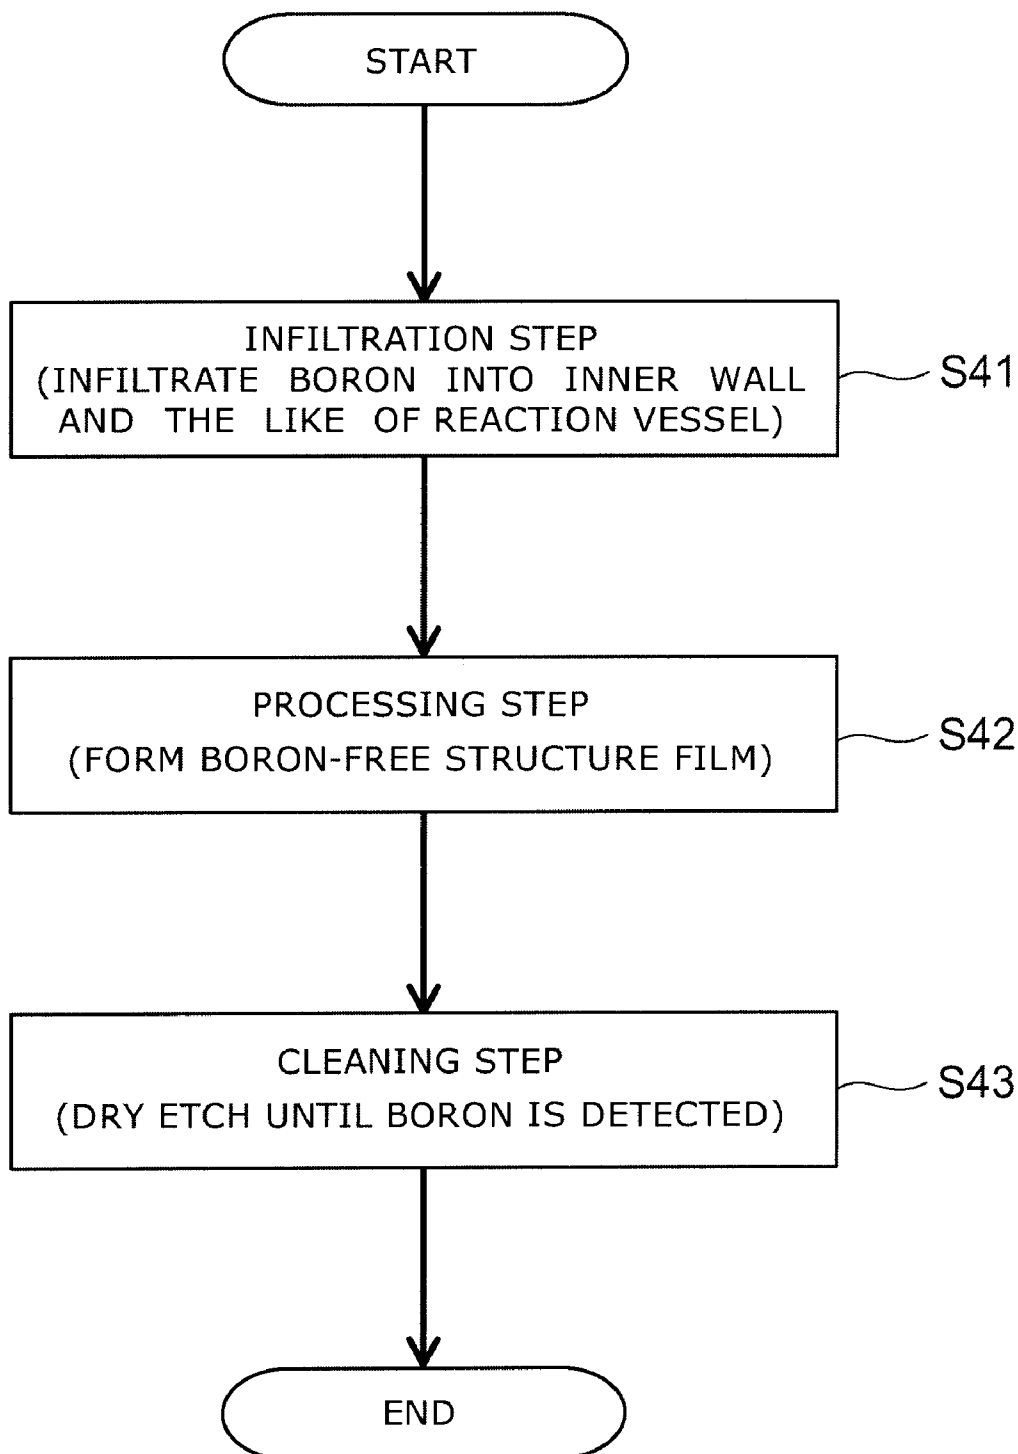 START
INFILTRATION STEP
(INFILTRATE BORON INTO INNER WALL
AND THE LIKE OF REACTION VESSEL)
S41
PROCESSING STEP
(FORM BORON-FREE STRUCTURE FILM)
S42
CLEANING STEP
(DRY ETCH UNTIL BORON IS DETECTED)
S43
END